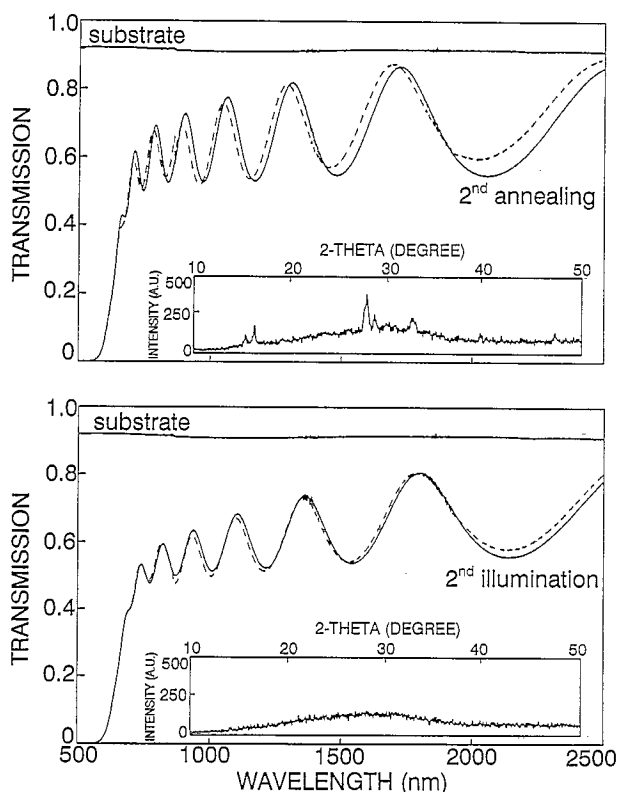 1.0
substrate
0.8
0.6
0.4
0.2
0
TRANSMISSION
2nd annealing
2-THETA (DEGREE)
10 20 30 40 50
INTENSITY (A.U.)
500
250
0
1.0
substrate
0.8
0.6
0.4
0.2
0
TRANSMISSION
2nd illumination
2-THETA (DEGREE)
10 20 30 40 50
INTENSITY (A.U.)
500
250
0
500 1000 1500 2000 2500
WAVELENGTH (nm)